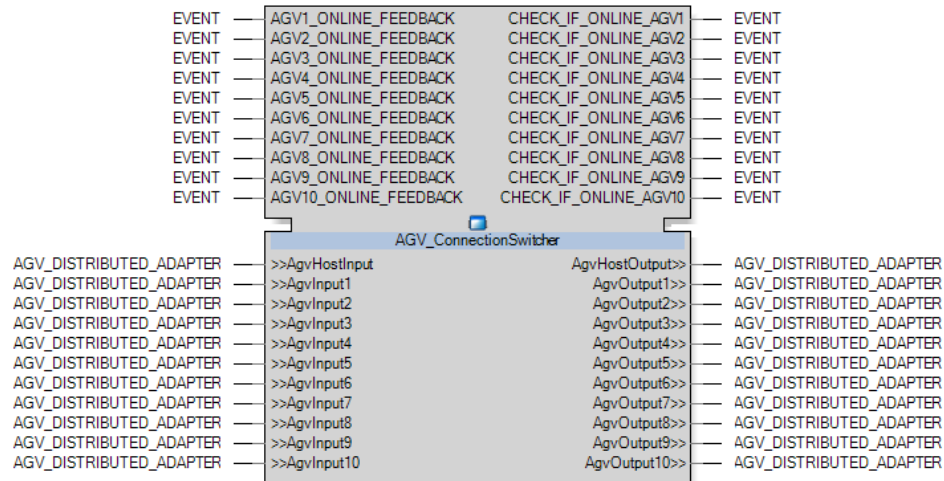 EVENT AGV1_ONLINE_FEEDBACK CHECK_IF_ONLINE_AGV1 EVENT
EVENT AGV2_ONLINE_FEEDBACK CHECK_IF_ONLINE_AGV2 EVENT
EVENT AGV3_ONLINE_FEEDBACK CHECK_IF_ONLINE_AGV3 EVENT
EVENT AGV4_ONLINE_FEEDBACK CHECK_IF_ONLINE_AGV4 EVENT
EVENT AGV5_ONLINE_FEEDBACK CHECK_IF_ONLINE_AGV5 EVENT
EVENT AGV6_ONLINE_FEEDBACK CHECK_IF_ONLINE_AGV6 EVENT
EVENT AGV7_ONLINE_FEEDBACK CHECK_IF_ONLINE_AGV7 EVENT
EVENT AGV8_ONLINE_FEEDBACK CHECK_IF_ONLINE_AGV8 EVENT
EVENT AGV9_ONLINE_FEEDBACK CHECK_IF_ONLINE_AGV9 EVENT
EVENT AGV10_ONLINE_FEEDBACK CHECK_IF_ONLINE_AGV10 EVENT
AGV_ConnectionSwitcher
AGV_DISTRIBUTED_ADAPTER >>AgvHostInput AgvHostOutput>> AGV_DISTRIBUTED_ADAPTER
AGV_DISTRIBUTED_ADAPTER >>AgvInput1 AgvOutput1>> AGV_DISTRIBUTED_ADAPTER
AGV_DISTRIBUTED_ADAPTER >>AgvInput2 AgvOutput2>> AGV_DISTRIBUTED_ADAPTER
AGV_DISTRIBUTED_ADAPTER >>AgvInput3 AgvOutput3>> AGV_DISTRIBUTED_ADAPTER
AGV_DISTRIBUTED_ADAPTER >>AgvInput4 AgvOutput4>> AGV_DISTRIBUTED_ADAPTER
AGV_DISTRIBUTED_ADAPTER >>AgvInput5 AgvOutput5>> AGV_DISTRIBUTED_ADAPTER
AGV_DISTRIBUTED_ADAPTER >>AgvInput6 AgvOutput6>> AGV_DISTRIBUTED_ADAPTER
AGV_DISTRIBUTED_ADAPTER >>AgvInput7 AgvOutput7>> AGV_DISTRIBUTED_ADAPTER
AGV_DISTRIBUTED_ADAPTER >>AgvInput8 AgvOutput8>> AGV_DISTRIBUTED_ADAPTER
AGV_DISTRIBUTED_ADAPTER >>AgvInput9 AgvOutput9>> AGV_DISTRIBUTED_ADAPTER
AGV_DISTRIBUTED_ADAPTER >>AgvInput10 AgvOutput10>> AGV_DISTRIBUTED_ADAPTER